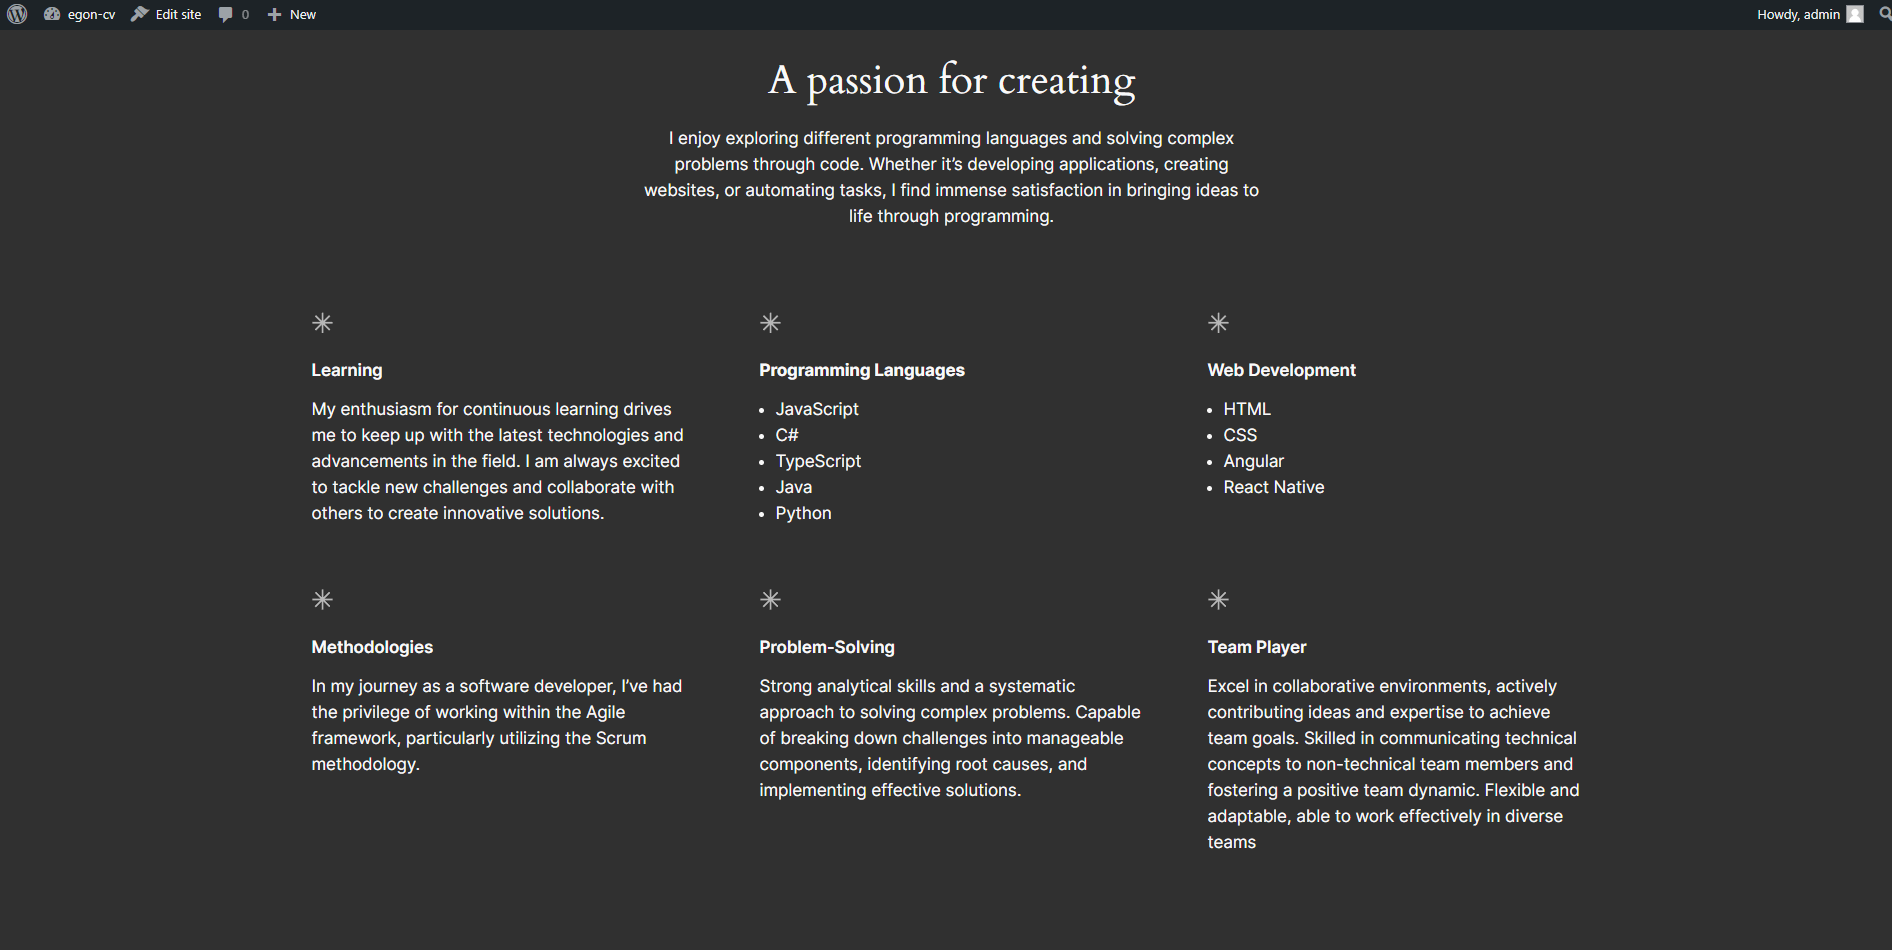 egon-cv Edit site 0 New Howdy, admin
A passion for creating
I enjoy exploring different programming languages and solving complex
problems through code. Whether it’s developing applications, creating
websites, or automating tasks, I find immense satisfaction in bringing ideas to
life through programming.
Learning
My enthusiasm for continuous learning drives
me to keep up with the latest technologies and
advancements in the field. I am always excited
to tackle new challenges and collaborate with
others to create innovative solutions.
Programming Languages
• JavaScript
• C#
• TypeScript
• Java
• Python
Web Development
• HTML
• CSS
• Angular
• React Native
Methodologies
In my journey as a software developer, I’ve had
the privilege of working within the Agile
framework, particularly utilizing the Scrum
methodology.
Problem-Solving
Strong analytical skills and a systematic
approach to solving complex problems. Capable
of breaking down challenges into manageable
components, identifying root causes, and
implementing effective solutions.
Team Player
Excel in collaborative environments, actively
contributing ideas and expertise to achieve
team goals. Skilled in communicating technical
concepts to non-technical team members and
fostering a positive team dynamic. Flexible and
adaptable, able to work effectively in diverse
teams